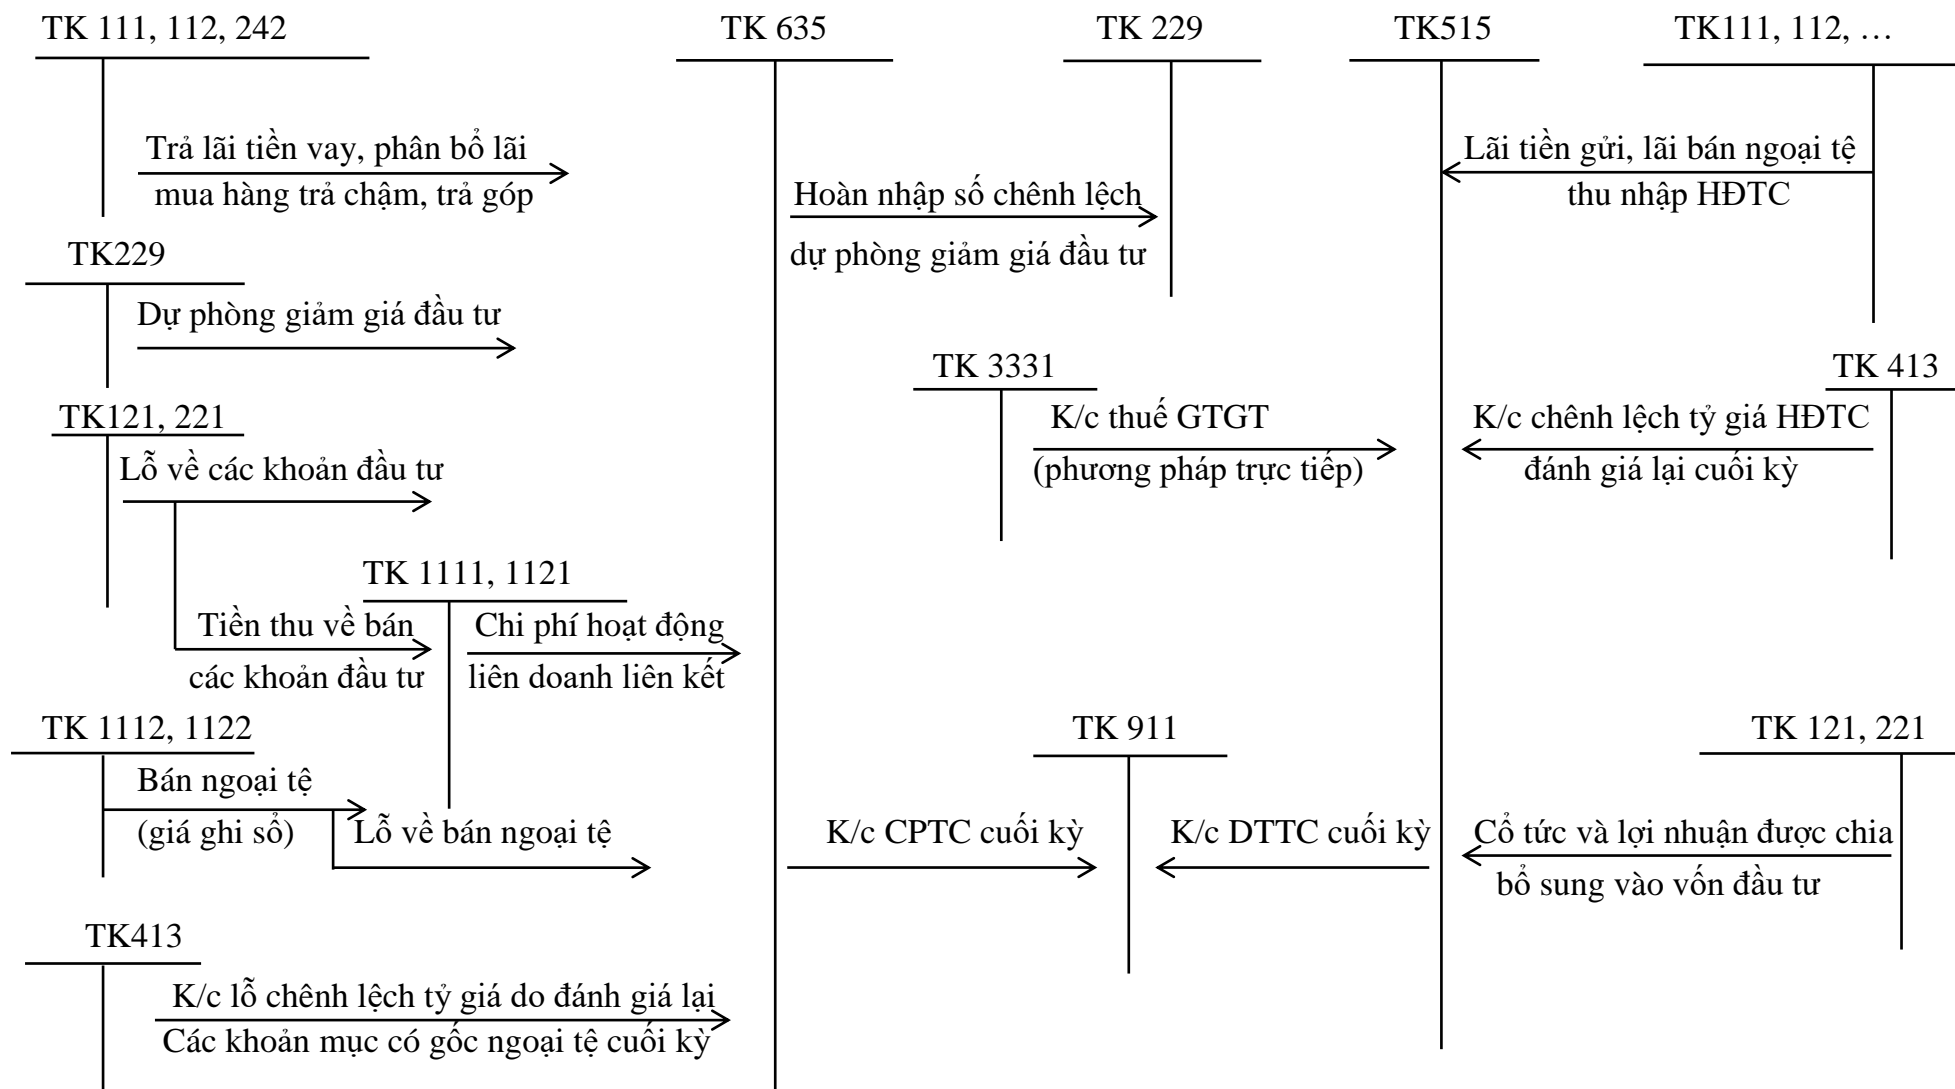 TK 111, 112, 242
TK 635
TK 229
TK515
TK111, 112, …
Trả lãi tiền vay, phân bổ lãi
mua hàng trả chậm, trả góp
Hoàn nhập số chênh lệch
dự phòng giảm giá đầu tư
Lãi tiền gửi, lãi bán ngoại tệ
thu nhập HĐTC
TK229
Dự phòng giảm giá đầu tư
TK 3331
TK 413
K/c thuế GTGT
(phương pháp trực tiếp)
K/c chênh lệch tỷ giá HĐTC
đánh giá lại cuối kỳ
TK121, 221
Lỗ về các khoản đầu tư
TK 1111, 1121
Tiền thu về bán
các khoản đầu tư
Chi phí hoạt động
liên doanh liên kết
TK 1112, 1122
TK 911
TK 121, 221
Bán ngoại tệ
(giá ghi sổ)
Lỗ về bán ngoại tệ
K/c CPTC cuối kỳ
K/c DTTC cuối kỳ
Cổ tức và lợi nhuận được chia
bổ sung vào vốn đầu tư
TK413
K/c lỗ chênh lệch tỷ giá do đánh giá lại
Các khoản mục có gốc ngoại tệ cuối kỳ